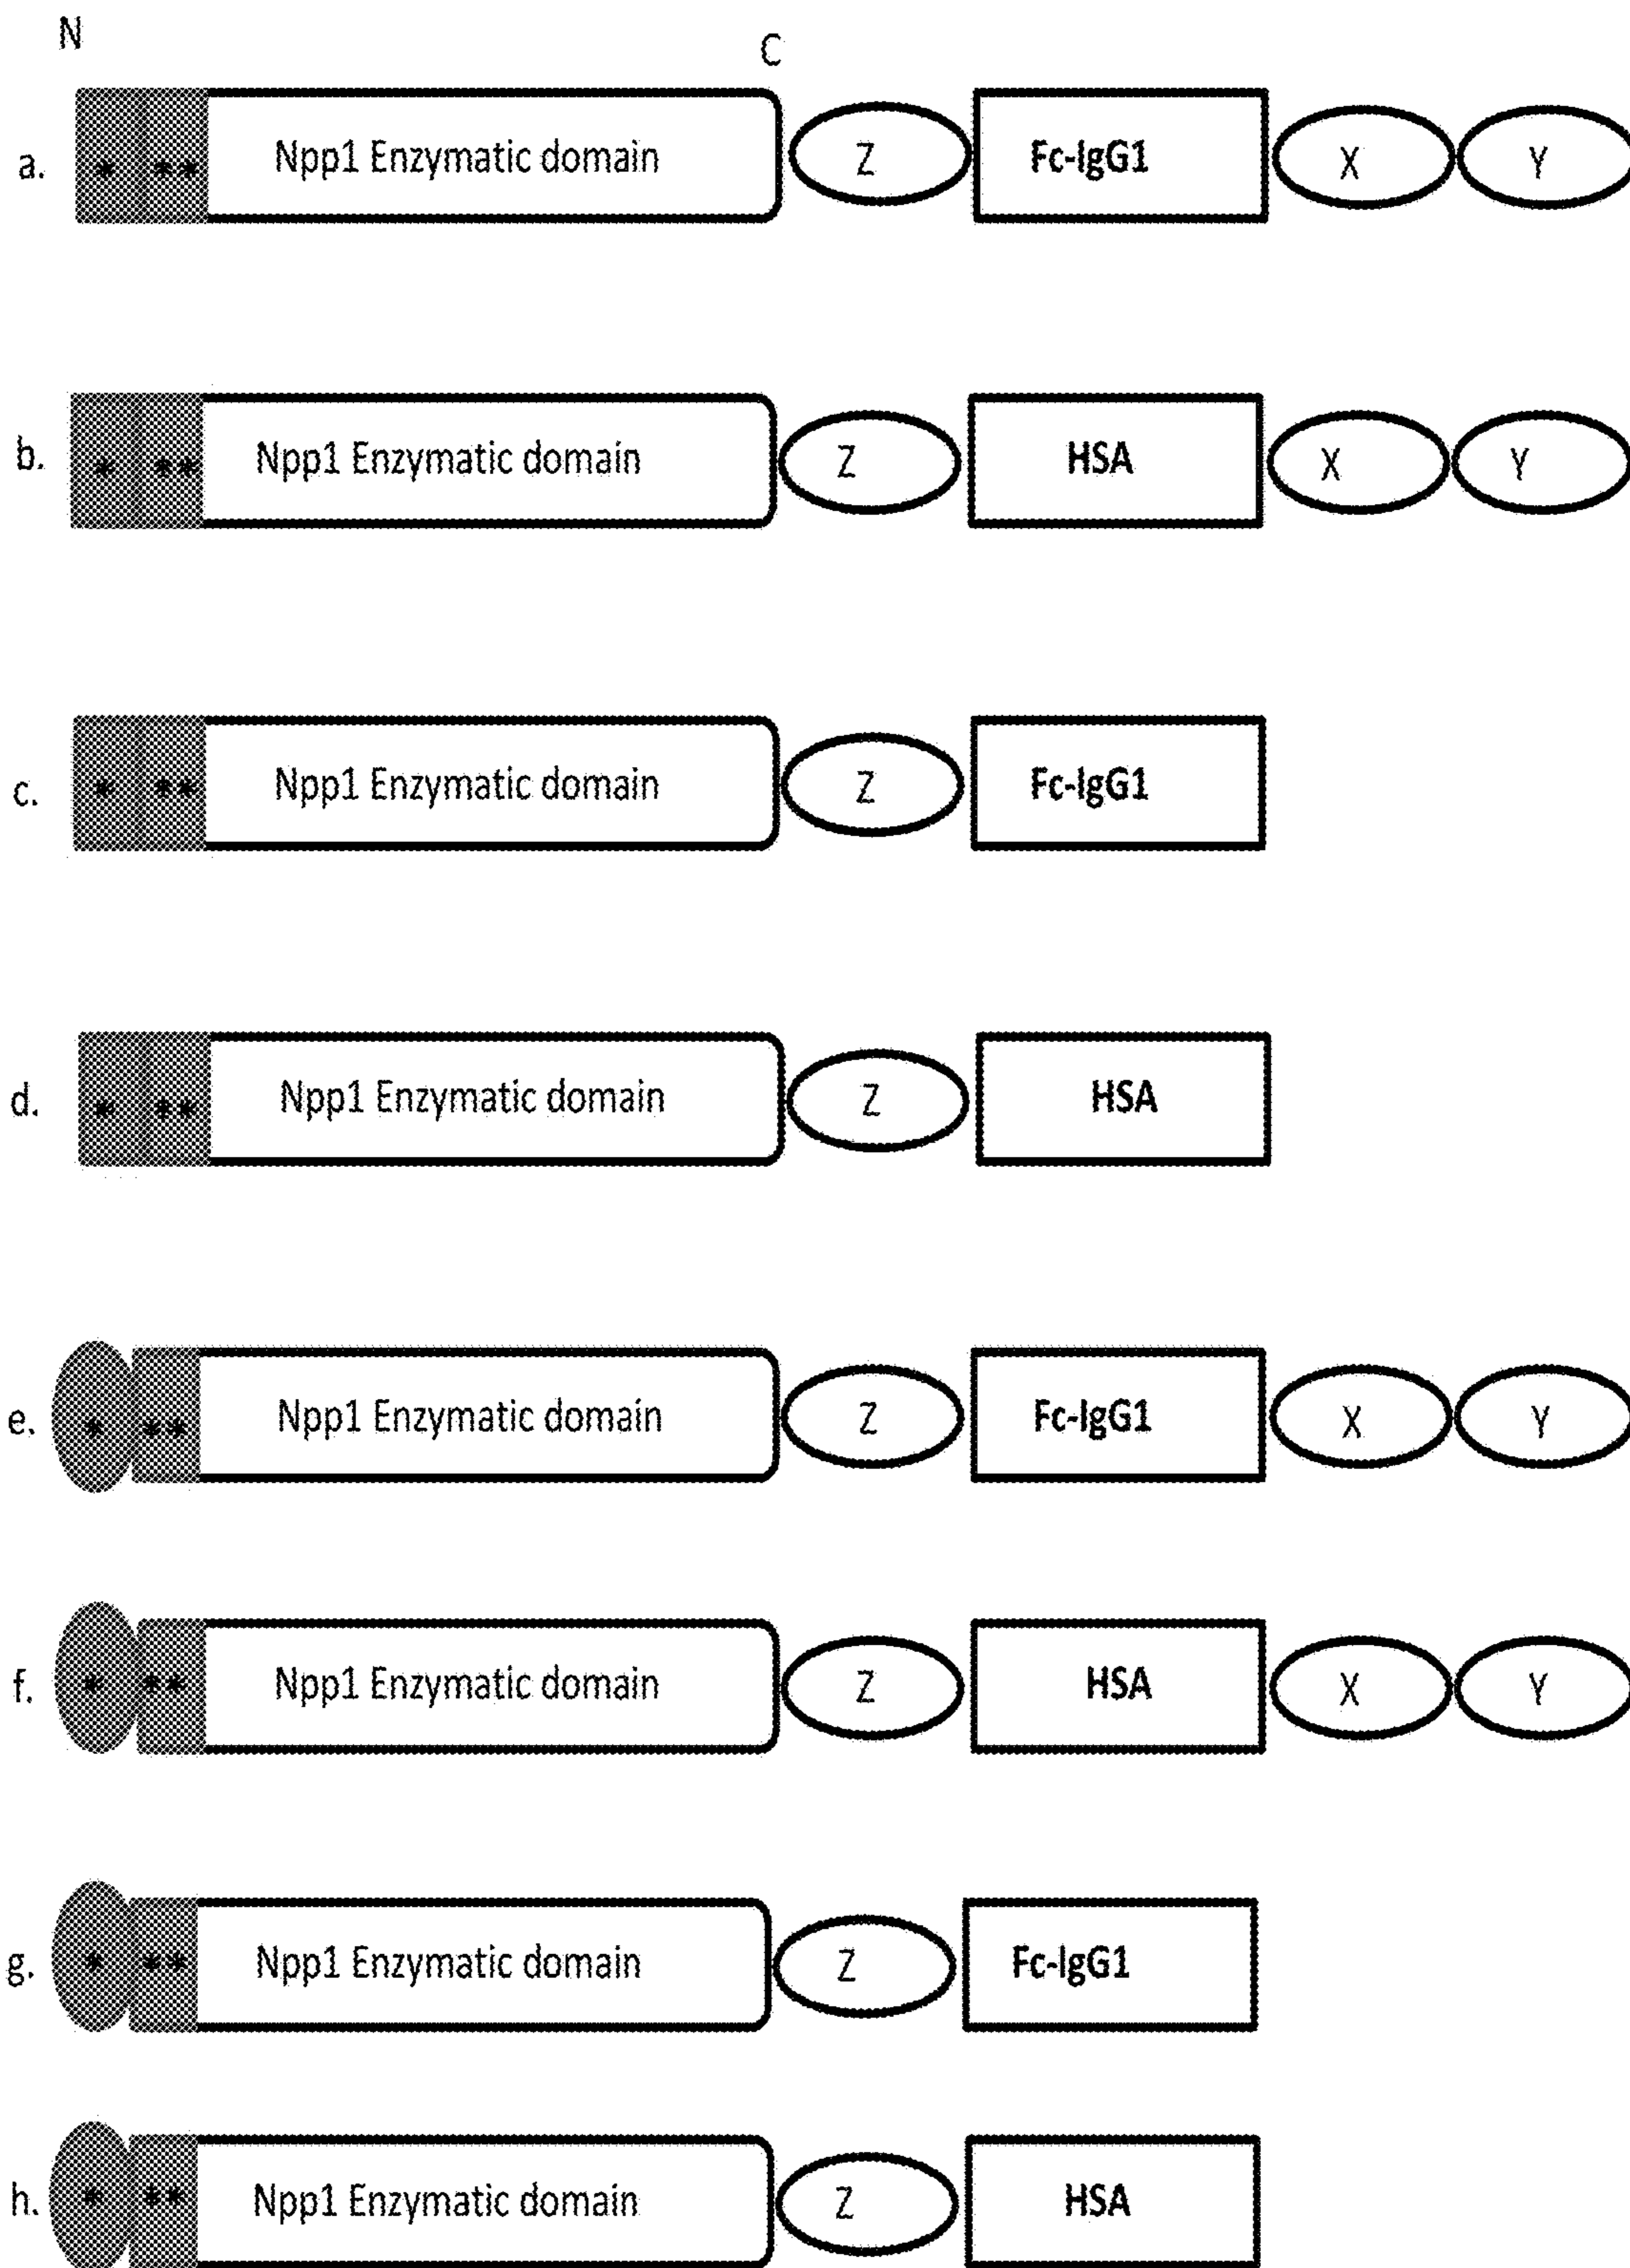 N C
a. * ** Npp1 Enzymatic domain Z Fc-IgG1 X Y
b. * ** Npp1 Enzymatic domain Z HSA X Y
c. * ** Npp1 Enzymatic domain Z Fc-IgG1
d. * ** Npp1 Enzymatic domain Z HSA
e. * ** Npp1 Enzymatic domain Z Fc-IgG1 X Y
f. * ** Npp1 Enzymatic domain Z HSA X Y
g. * ** Npp1 Enzymatic domain Z Fc-IgG1
h. * ** Npp1 Enzymatic domain Z HSA